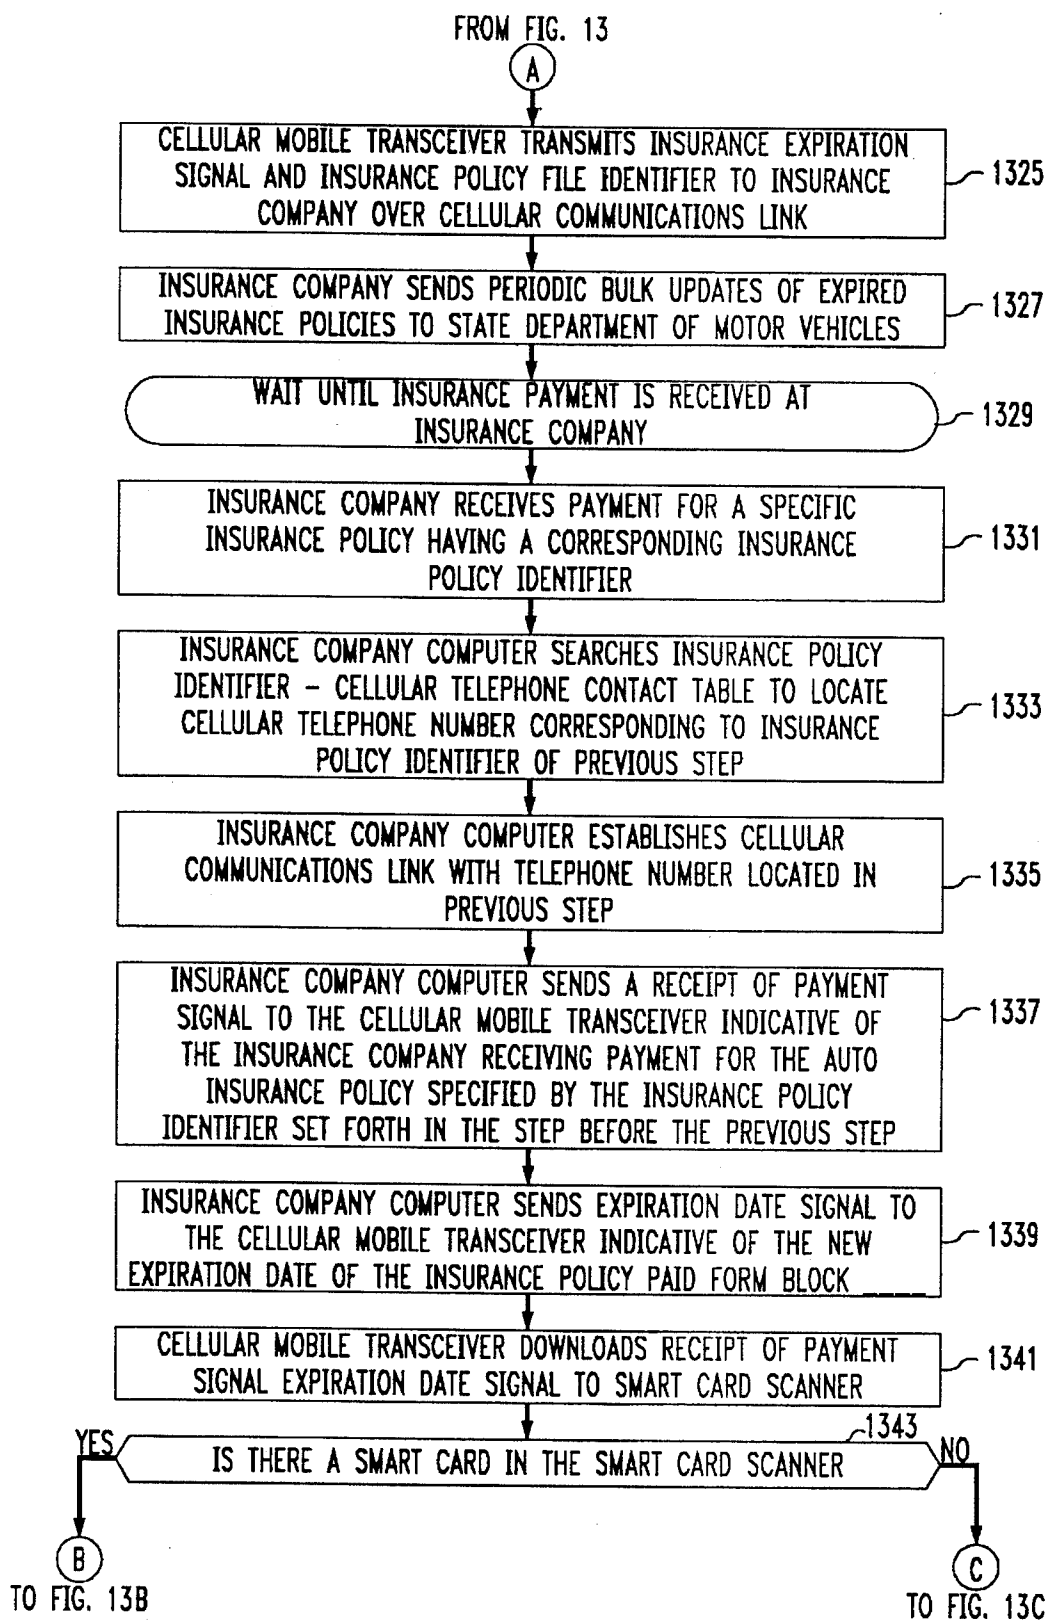 FROM FIG. 13
A
CELLULAR MOBILE TRANSCEIVER TRANSMITS INSURANCE EXPIRATION
SIGNAL AND INSURANCE POLICY FILE IDENTIFIER TO INSURANCE
COMPANY OVER CELLULAR COMMUNICATIONS LINK
1325
INSURANCE COMPANY SENDS PERIODIC BULK UPDATES OF EXPIRED
INSURANCE POLICIES TO STATE DEPARTMENT OF MOTOR VEHICLES
1327
WAIT UNTIL INSURANCE PAYMENT IS RECEIVED AT
INSURANCE COMPANY
1329
INSURANCE COMPANY RECEIVES PAYMENT FOR A SPECIFIC
INSURANCE POLICY HAVING A CORRESPONDING INSURANCE
POLICY IDENTIFIER
1331
INSURANCE COMPANY COMPUTER SEARCHES INSURANCE POLICY
IDENTIFIER – CELLULAR TELEPHONE CONTACT TABLE TO LOCATE
CELLULAR TELEPHONE NUMBER CORRESPONDING TO INSURANCE
POLICY IDENTIFIER OF PREVIOUS STEP
1333
INSURANCE COMPANY COMPUTER ESTABLISHES CELLULAR
COMMUNICATIONS LINK WITH TELEPHONE NUMBER LOCATED IN
PREVIOUS STEP
1335
INSURANCE COMPANY COMPUTER SENDS A RECEIPT OF PAYMENT
SIGNAL TO THE CELLULAR MOBILE TRANSCEIVER INDICATIVE OF
THE INSURANCE COMPANY RECEIVING PAYMENT FOR THE AUTO
INSURANCE POLICY SPECIFIED BY THE INSURANCE POLICY
IDENTIFIER SET FORTH IN THE STEP BEFORE THE PREVIOUS STEP
1337
INSURANCE COMPANY COMPUTER SENDS EXPIRATION DATE SIGNAL TO
THE CELLULAR MOBILE TRANSCEIVER INDICATIVE OF THE NEW
EXPIRATION DATE OF THE INSURANCE POLICY PAID FORM BLOCK ____
1339
CELLULAR MOBILE TRANSCEIVER DOWNLOADS RECEIPT OF PAYMENT
SIGNAL EXPIRATION DATE SIGNAL TO SMART CARD SCANNER
1341
1343
YES
IS THERE A SMART CARD IN THE SMART CARD SCANNER
NO
B
TO FIG. 13B
C
TO FIG. 13C